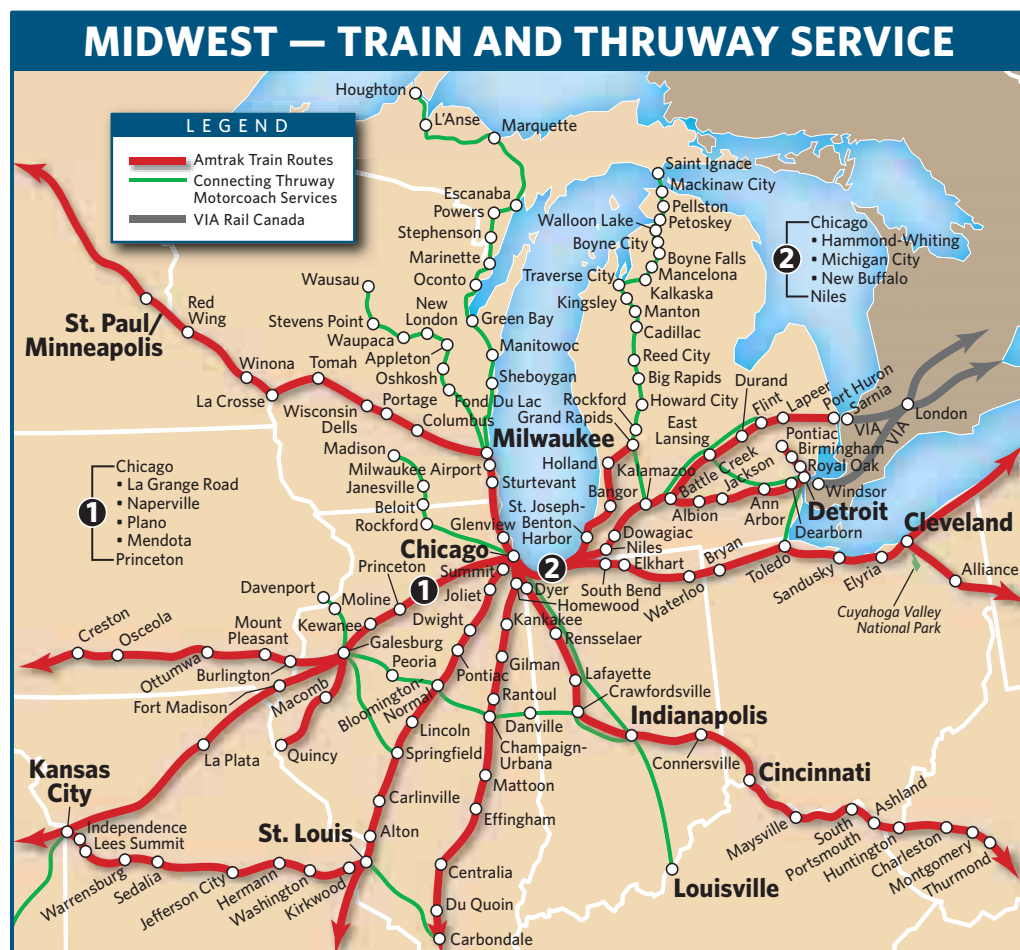 MIDWEST — TRAIN AND THRUWAY SERVICE
LEGEND
Amtrak Train Routes
Connecting Thruway
Motorcoach Services
VIA Rail Canada
Houghton
L'Anse
Marquette
Escanaba
Powers
Stephenson
Marinette
Oconto
Green Bay
Manitowoc
Sheboygan
Wausau
Stevens Point
New
London
Waupaca
Appleton
Oshkosh
Fond Du Lac
Saint Ignace
Mackinaw City
Pellston
Petoskey
Walloon Lake
Boyne City
Boyne Falls
Mancelona
Traverse City
Kalkaska
Kingsley
Manton
Cadillac
Reed City
Big Rapids
Howard City
Rockford
Grand Rapids
2
Chicago
▪ Hammond-Whiting
▪ Michigan City
▪ New Buffalo
Niles
St. Paul/
Minneapolis
Red
Wing
Winona
La Crosse
Tomah
Wisconsin
Dells
Portage
Columbus
Milwaukee
Madison
Milwaukee Airport
Janesville
Sturtevant
Beloit
Rockford
Glenview
Chicago
Holland
Bangor
St. Joseph-
Benton
Harbor
Kalamazoo
Dowagiac
Niles
East
Lansing
Durand
Flint
Lapeer
Port Huron
Sarnia
VIA
VIA
London
Pontiac
Birmingham
Royal Oak
Windsor
Detroit
Dearborn
Battle Creek
Jackson
Albion
Ann
Arbor
Cleveland
Alliance
Cuyahoga Valley
National Park
Elyria
Sandusky
Toledo
Bryan
Waterloo
Elkhart
South Bend
2
1
Chicago
▪ La Grange Road
▪ Naperville
▪ Plano
▪ Mendota
Princeton
1
Princeton
Summit
Joliet
Dyer
Homewood
Davenport
Moline
Kewanee
Galesburg
Dwight
Kankakee
Rensselaer
Creston
Osceola
Ottumwa
Mount
Pleasant
Burlington
Fort Madison
Macomb
Quincy
La Plata
Peoria
Pontiac
Bloomington-
Normal
Gilman
Rantoul
Lafayette
Crawfordsville
Indianapolis
Connersville
Lincoln
Danville
Champaign-
Urbana
Springfield
Mattoon
Effingham
Carlinville
Alton
Centralia
Du Quoin
Carbondale
Kansas
City
Independence
Lees Summit
Warrensburg
Sedalia
Jefferson City
Hermann
Washington
Kirkwood
St. Louis
Louisville
Cincinnati
Maysville
South
Portsmouth
Ashland
Huntington
Charleston
Montgomery
Thurmond